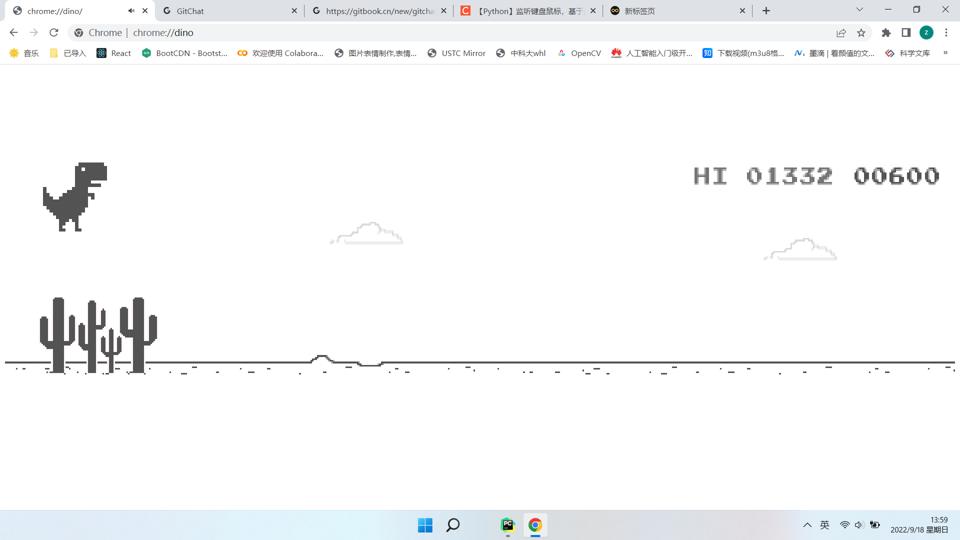 chrome://dino/
GitChat
https://gitbook.cn/new/gitcha
【Python】监听键盘鼠标，基于
新标签页
Chrome | chrome://dino
音乐
已导入
React
BootCDN - Bootst...
欢迎使用 Colabora...
图片表情制作,表情...
USTC Mirror
中科大whl
OpenCV
人工智能入门极开...
知
下载视频(m3u8格...
墨滴 | 看颜值的文...
科学文库
»
HI 01332 00600
英
13:59
2022/9/18 星期日